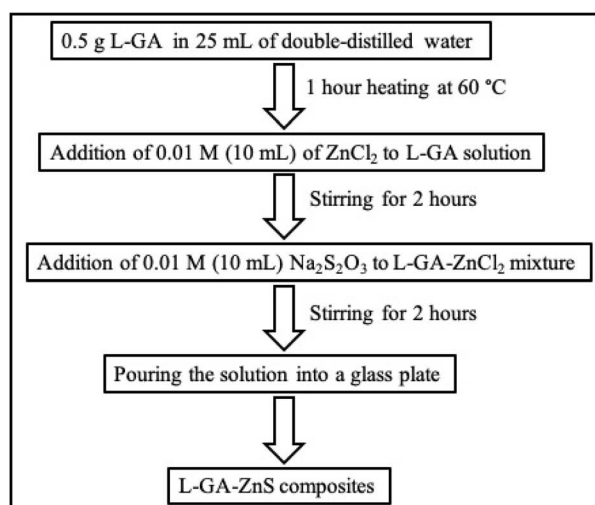 0.5 g L-GA in 25 mL of double-distilled water
1 hour heating at 60 °C
Addition of 0.01 M (10 mL) of ZnCl₂ to L-GA solution
Stirring for 2 hours
Addition of 0.01 M (10 mL) Na₂S₂O₃ to L-GA-ZnCl₂ mixture
Stirring for 2 hours
Pouring the solution into a glass plate
L-GA-ZnS composites